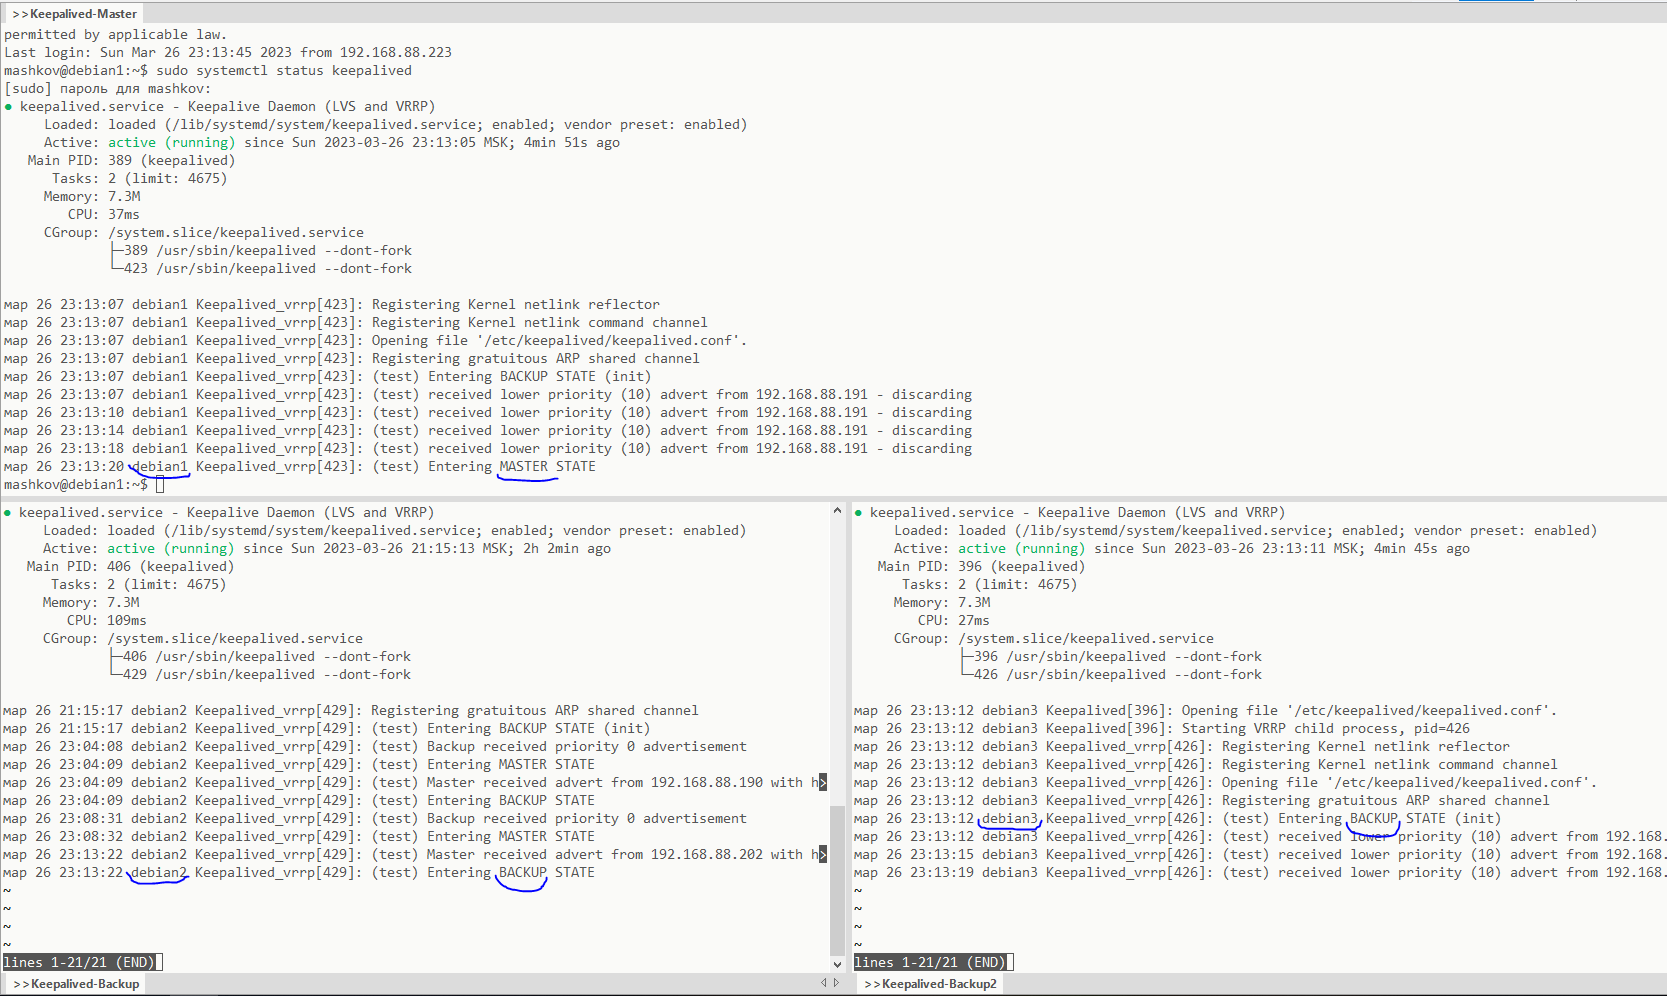 >>Keepalived-Master
permitted by applicable law.
Last login: Sun Mar 26 23:13:45 2023 from 192.168.88.223
mashkov@debian1:~$ sudo systemctl status keepalived
[sudo] пароль для mashkov:
● keepalived.service - Keepalive Daemon (LVS and VRRP)
     Loaded: loaded (/lib/systemd/system/keepalived.service; enabled; vendor preset: enabled)
     Active: active (running) since Sun 2023-03-26 23:13:05 MSK; 4min 51s ago
   Main PID: 389 (keepalived)
      Tasks: 2 (limit: 4675)
     Memory: 7.3M
        CPU: 37ms
     CGroup: /system.slice/keepalived.service
             ├─389 /usr/sbin/keepalived --dont-fork
             └─423 /usr/sbin/keepalived --dont-fork
мар 26 23:13:07 debian1 Keepalived_vrrp[423]: Registering Kernel netlink reflector
мар 26 23:13:07 debian1 Keepalived_vrrp[423]: Registering Kernel netlink command channel
мар 26 23:13:07 debian1 Keepalived_vrrp[423]: Opening file '/etc/keepalived/keepalived.conf'.
мар 26 23:13:07 debian1 Keepalived_vrrp[423]: Registering gratuitous ARP shared channel
мар 26 23:13:07 debian1 Keepalived_vrrp[423]: (test) Entering BACKUP STATE (init)
мар 26 23:13:07 debian1 Keepalived_vrrp[423]: (test) received lower priority (10) advert from 192.168.88.191 - discarding
мар 26 23:13:10 debian1 Keepalived_vrrp[423]: (test) received lower priority (10) advert from 192.168.88.191 - discarding
мар 26 23:13:14 debian1 Keepalived_vrrp[423]: (test) received lower priority (10) advert from 192.168.88.191 - discarding
мар 26 23:13:18 debian1 Keepalived_vrrp[423]: (test) received lower priority (10) advert from 192.168.88.191 - discarding
мар 26 23:13:20 debian1 Keepalived_vrrp[423]: (test) Entering MASTER STATE
mashkov@debian1:~$
● keepalived.service - Keepalive Daemon (LVS and VRRP)
     Loaded: loaded (/lib/systemd/system/keepalived.service; enabled; vendor preset: enabled)
     Active: active (running) since Sun 2023-03-26 21:15:13 MSK; 2h 2min ago
   Main PID: 406 (keepalived)
      Tasks: 2 (limit: 4675)
     Memory: 7.3M
        CPU: 109ms
     CGroup: /system.slice/keepalived.service
             ├─406 /usr/sbin/keepalived --dont-fork
             └─429 /usr/sbin/keepalived --dont-fork
мар 26 21:15:17 debian2 Keepalived_vrrp[429]: Registering gratuitous ARP shared channel
мар 26 21:15:17 debian2 Keepalived_vrrp[429]: (test) Entering BACKUP STATE (init)
мар 26 23:04:08 debian2 Keepalived_vrrp[429]: (test) Backup received priority 0 advertisement
мар 26 23:04:09 debian2 Keepalived_vrrp[429]: (test) Entering MASTER STATE
мар 26 23:04:09 debian2 Keepalived_vrrp[429]: (test) Master received advert from 192.168.88.190 with h>
мар 26 23:04:09 debian2 Keepalived_vrrp[429]: (test) Entering BACKUP STATE
мар 26 23:08:31 debian2 Keepalived_vrrp[429]: (test) Backup received priority 0 advertisement
мар 26 23:08:32 debian2 Keepalived_vrrp[429]: (test) Entering MASTER STATE
мар 26 23:13:22 debian2 Keepalived_vrrp[429]: (test) Master received advert from 192.168.88.202 with h>
мар 26 23:13:22 debian2 Keepalived_vrrp[429]: (test) Entering BACKUP STATE
~
~
~
~
lines 1-21/21 (END)
>>Keepalived-Backup
● keepalived.service - Keepalive Daemon (LVS and VRRP)
     Loaded: loaded (/lib/systemd/system/keepalived.service; enabled; vendor preset: enabled)
     Active: active (running) since Sun 2023-03-26 23:13:11 MSK; 4min 45s ago
   Main PID: 396 (keepalived)
      Tasks: 2 (limit: 4675)
     Memory: 7.3M
        CPU: 27ms
     CGroup: /system.slice/keepalived.service
             ├─396 /usr/sbin/keepalived --dont-fork
             └─426 /usr/sbin/keepalived --dont-fork
мар 26 23:13:12 debian3 Keepalived[396]: Opening file '/etc/keepalived/keepalived.conf'.
мар 26 23:13:12 debian3 Keepalived[396]: Starting VRRP child process, pid=426
мар 26 23:13:12 debian3 Keepalived_vrrp[426]: Registering Kernel netlink reflector
мар 26 23:13:12 debian3 Keepalived_vrrp[426]: Registering Kernel netlink command channel
мар 26 23:13:12 debian3 Keepalived_vrrp[426]: Opening file '/etc/keepalived/keepalived.conf'.
мар 26 23:13:12 debian3 Keepalived_vrrp[426]: Registering gratuitous ARP shared channel
мар 26 23:13:12 debian3 Keepalived_vrrp[426]: (test) Entering BACKUP STATE (init)
мар 26 23:13:12 debian3 Keepalived_vrrp[426]: (test) received lower priority (10) advert from 192.168.
мар 26 23:13:15 debian3 Keepalived_vrrp[426]: (test) received lower priority (10) advert from 192.168.
мар 26 23:13:19 debian3 Keepalived_vrrp[426]: (test) received lower priority (10) advert from 192.168.
~
~
~
~
lines 1-21/21 (END)
>>Keepalived-Backup2